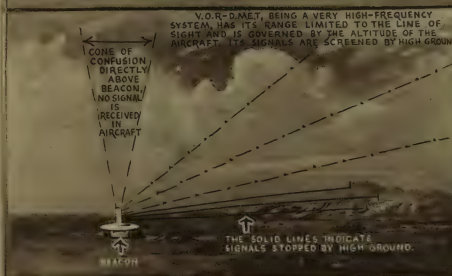 V.O.R-D.MET, BEING A VERY HIGH-FREQUENCY
SYSTEM, HAS ITS RANGE LIMITED TO THE LINE OF
SIGHT AND IS GOVERNED BY THE ALTITUDE OF THE
AIRCRAFT. ITS SIGNALS ARE SCREENED BY HIGH GROUN
CONE OF
CONFUSION
DIRECTLY
ABOVE
BEACON,
NO SIGNAL
IS
RECEIVED
IN
AIRCRAFT
THE SOLID LINES INDICATE
SIGNALS STOPPED BY HIGH GROUND.
BEACON